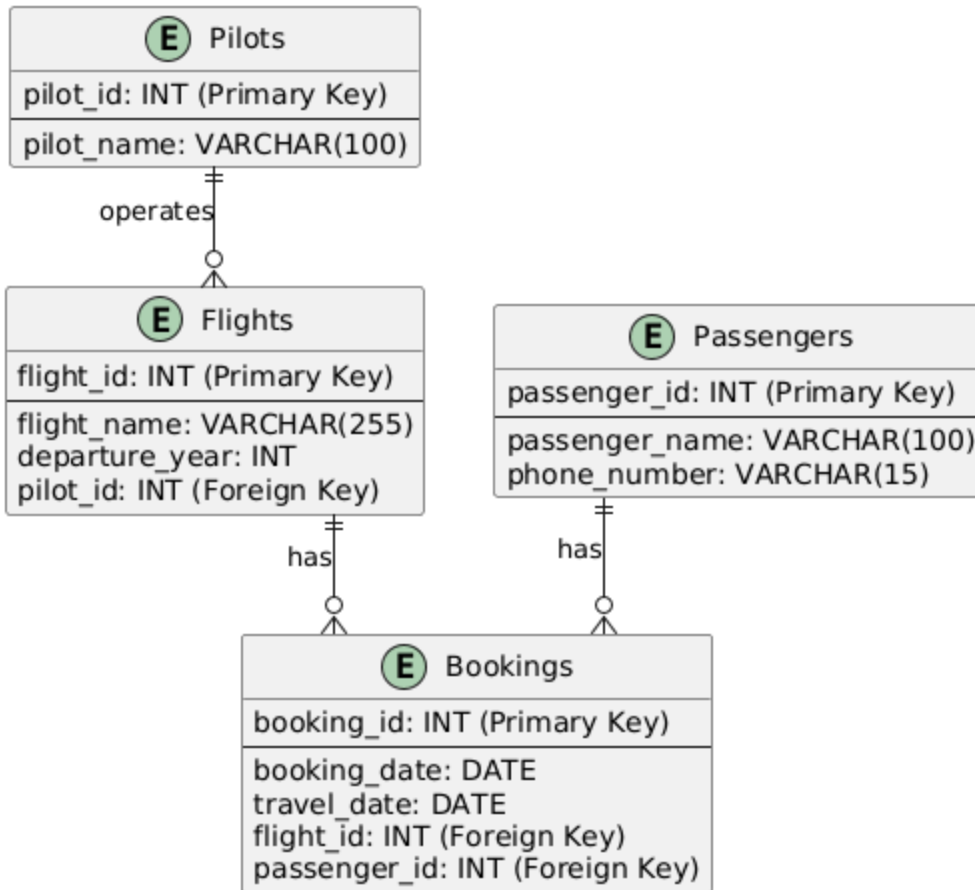 E Pilots
pilot_id: INT (Primary Key)
pilot_name: VARCHAR(100)
operates
E Flights
flight_id: INT (Primary Key)
flight_name: VARCHAR(255)
departure_year: INT
pilot_id: INT (Foreign Key)
E Passengers
passenger_id: INT (Primary Key)
passenger_name: VARCHAR(100)
phone_number: VARCHAR(15)
has
has
E Bookings
booking_id: INT (Primary Key)
booking_date: DATE
travel_date: DATE
flight_id: INT (Foreign Key)
passenger_id: INT (Foreign Key)